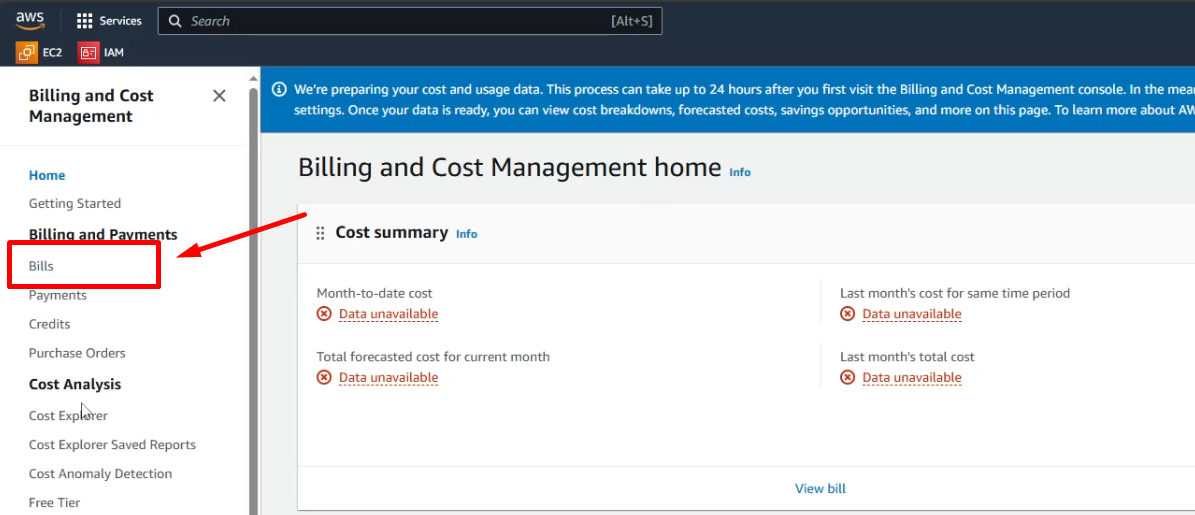 aws
Services
Search
[Alt+S]
EC2
IAM
Billing and Cost
Management
Home
Getting Started
Billing and Payments
Bills
Payments
Credits
Purchase Orders
Cost Analysis
Cost Explorer
Cost Explorer Saved Reports
Cost Anomaly Detection
Free Tier
We're preparing your cost and usage data. This process can take up to 24 hours after you first visit the Billing and Cost Management console. In the mea
settings. Once your data is ready, you can view cost breakdowns, forecasted costs, savings opportunities, and more on this page. To learn more about AW
Billing and Cost Management home Info
Cost summary Info
Month-to-date cost
Data unavailable
Last month's cost for same time period
Data unavailable
Total forecasted cost for current month
Data unavailable
Last month's total cost
Data unavailable
View bill